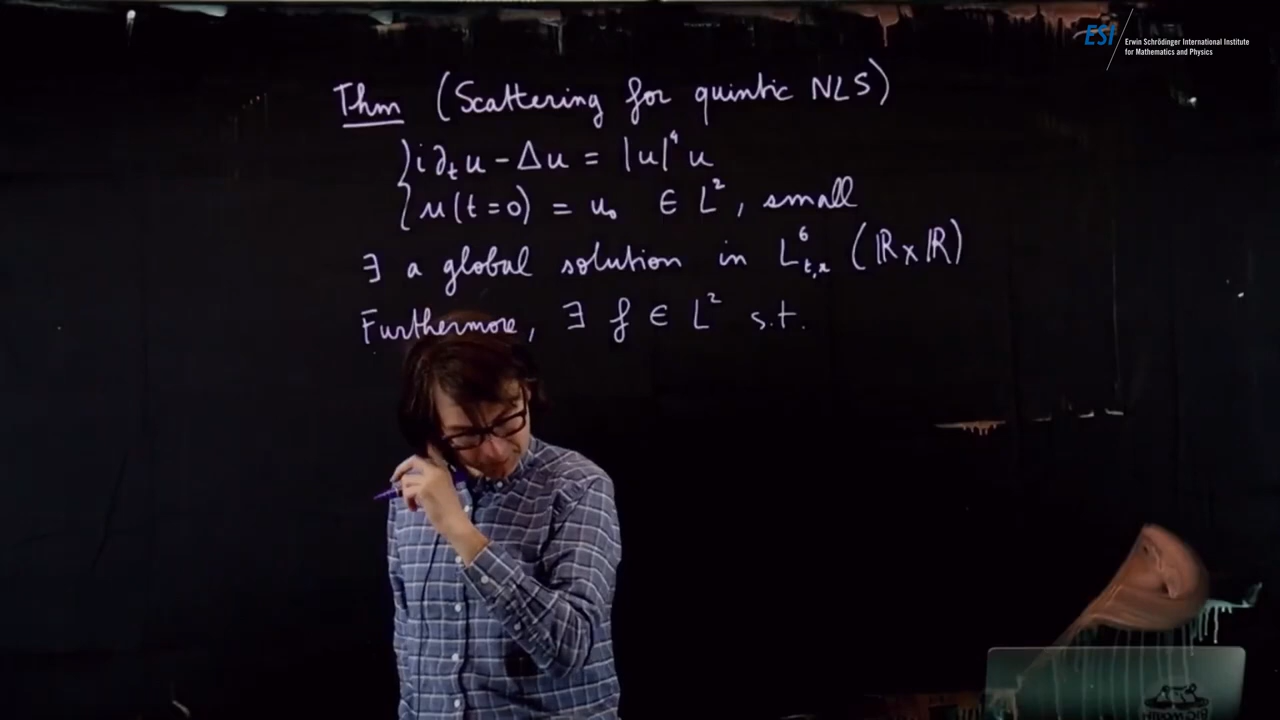 ESI Erwin Schrödinger International Institute
for Mathematics and Physics
Thm (Scattering for quintic NLS)
{ i ∂ₜu - Δu = |u|⁴ u
{ u(t=0) = u₀ ∈ L², small
∃ a global solution in L⁶ₜ,ₓ (ℝ×ℝ)
Furthermore, ∃ f ∈ L² s.t.